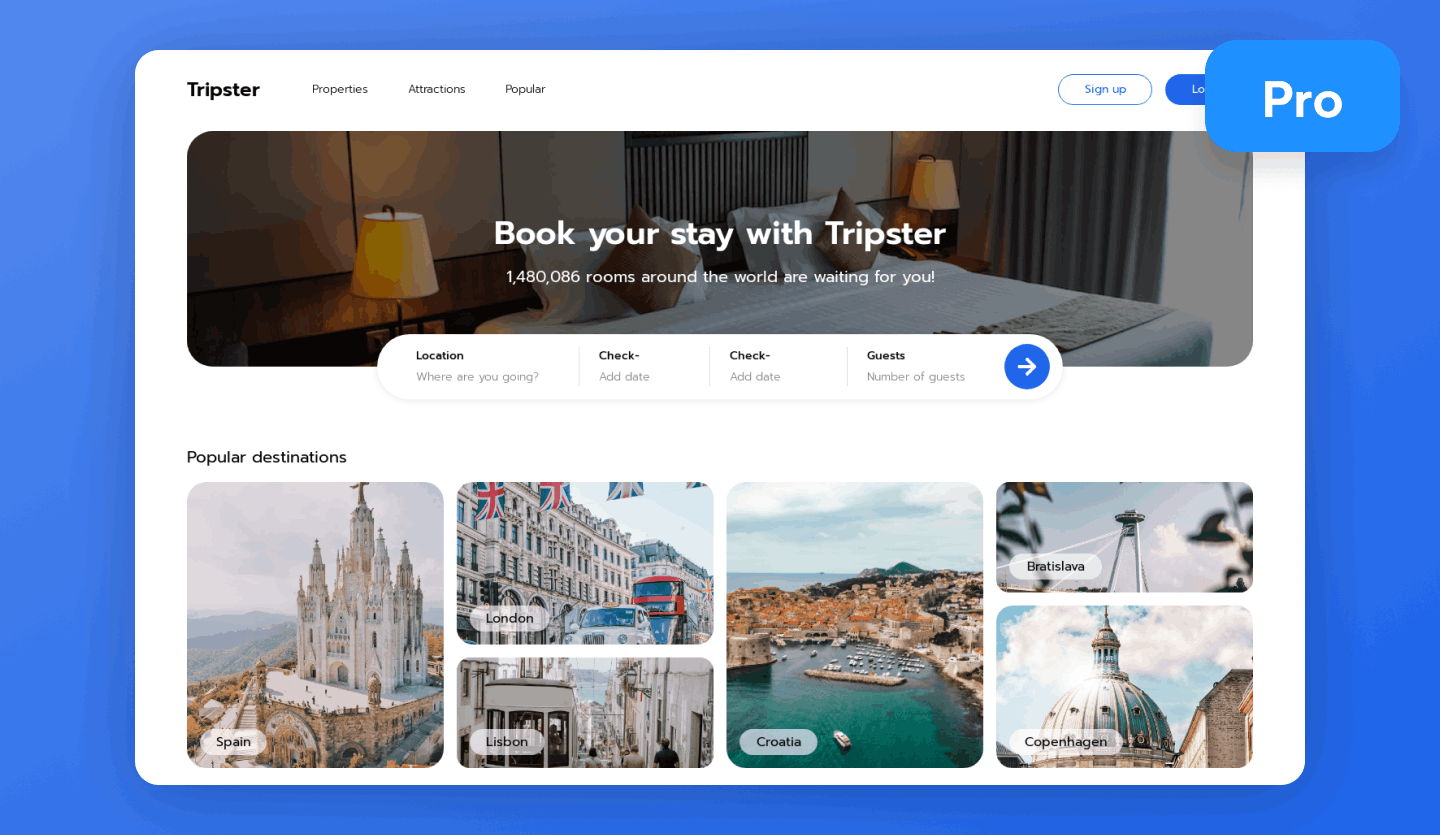 Tripster
Properties
Attractions
Popular
Sign up
Lo
Pro
Book your stay with Tripster
1,480,086 rooms around the world are waiting for you!
Location
Where are you going?
Check-
Add date
Check-
Add date
Guests
Number of guests
Popular destinations
Spain
London
Lisbon
Croatia
Bratislava
Copenhagen